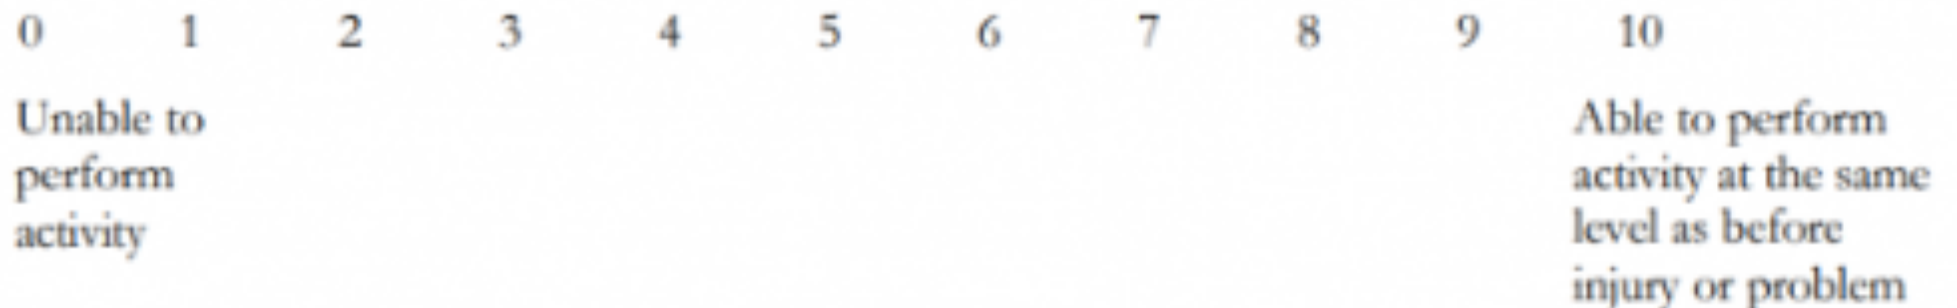 0 1 2 3 4 5 6 7 8 9 10
Unable to
perform
activity
Able to perform
activity at the same
level as before
injury or problem